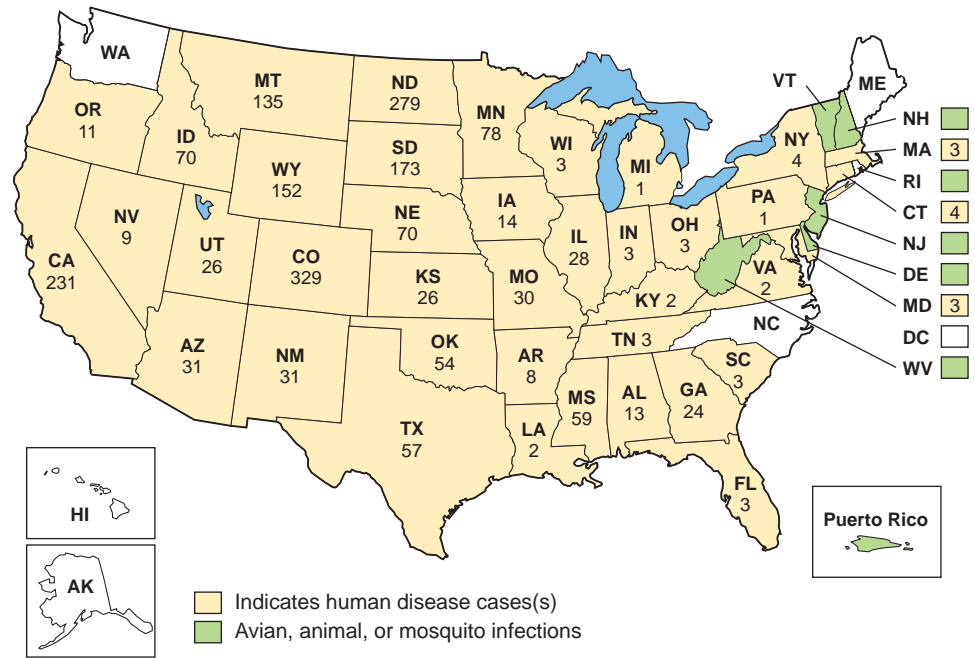 WA
MT
135
ND
279
MN
78
VT
ME
OR
11
ID
70
SD
173
WI
3
MI
1
NY
4
NH
MA 3
RI
CT 4
NJ
DE
MD 3
DC
WV
WY
152
NV
9
UT
26
CO
329
NE
70
IA
14
IL
28
IN
3
OH
3
PA
1
CA
231
KS
26
MO
30
KY 2
VA
2
AZ
31
NM
31
OK
54
AR
8
TN 3
NC
SC
3
TX
57
LA
2
MS
59
AL
13
GA
24
FL
3
HI
AK
Puerto Rico
Indicates human disease cases(s)
Avian, animal, or mosquito infections